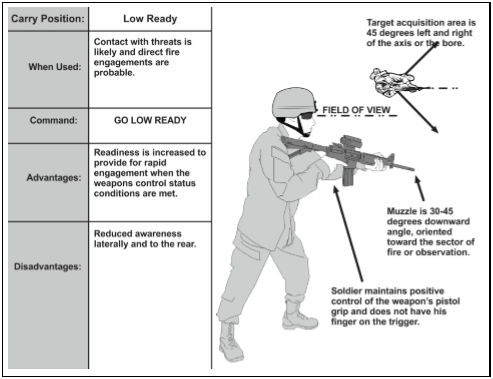 Carry Position: Low Ready
When Used:
Contact with threats is
likely and direct fire
engagements are
probable.
Command: GO LOW READY
Advantages:
Readiness is increased to
provide for rapid
engagement when the
weapons control status
conditions are met.
Disadvantages:
Reduced awareness
laterally and to the rear.
Target acquisition area is
45 degrees left and right
of the axis or the bore.
FIELD OF VIEW
Muzzle is 30-45
degrees downward
angle, oriented
toward the sector of
fire or observation.
Soldier maintains positive
control of the weapon's pistol
grip and does not have his
finger on the trigger.